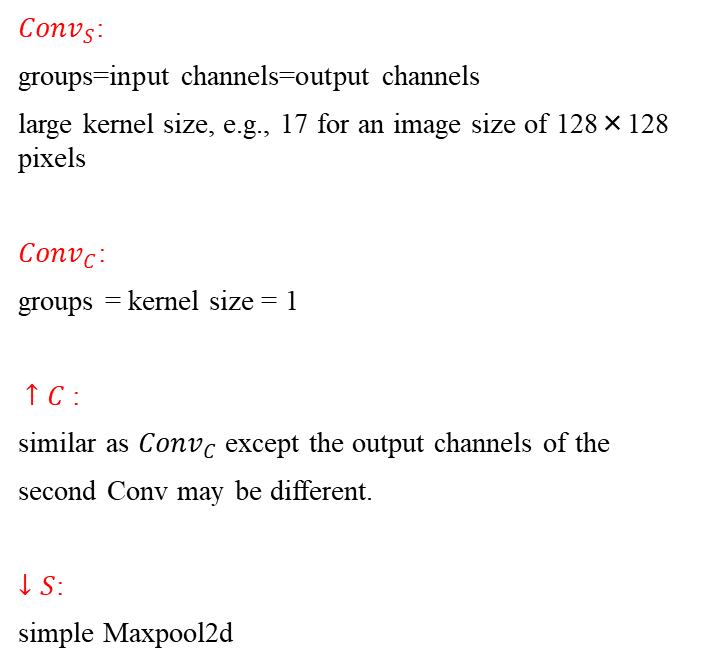 Conv_S:
groups=input channels=output channels
large kernel size, e.g., 17 for an image size of 128 × 128
pixels
Conv_C:
groups = kernel size = 1
↑ C :
similar as Conv_C except the output channels of the
second Conv may be different.
↓ S:
simple Maxpool2d